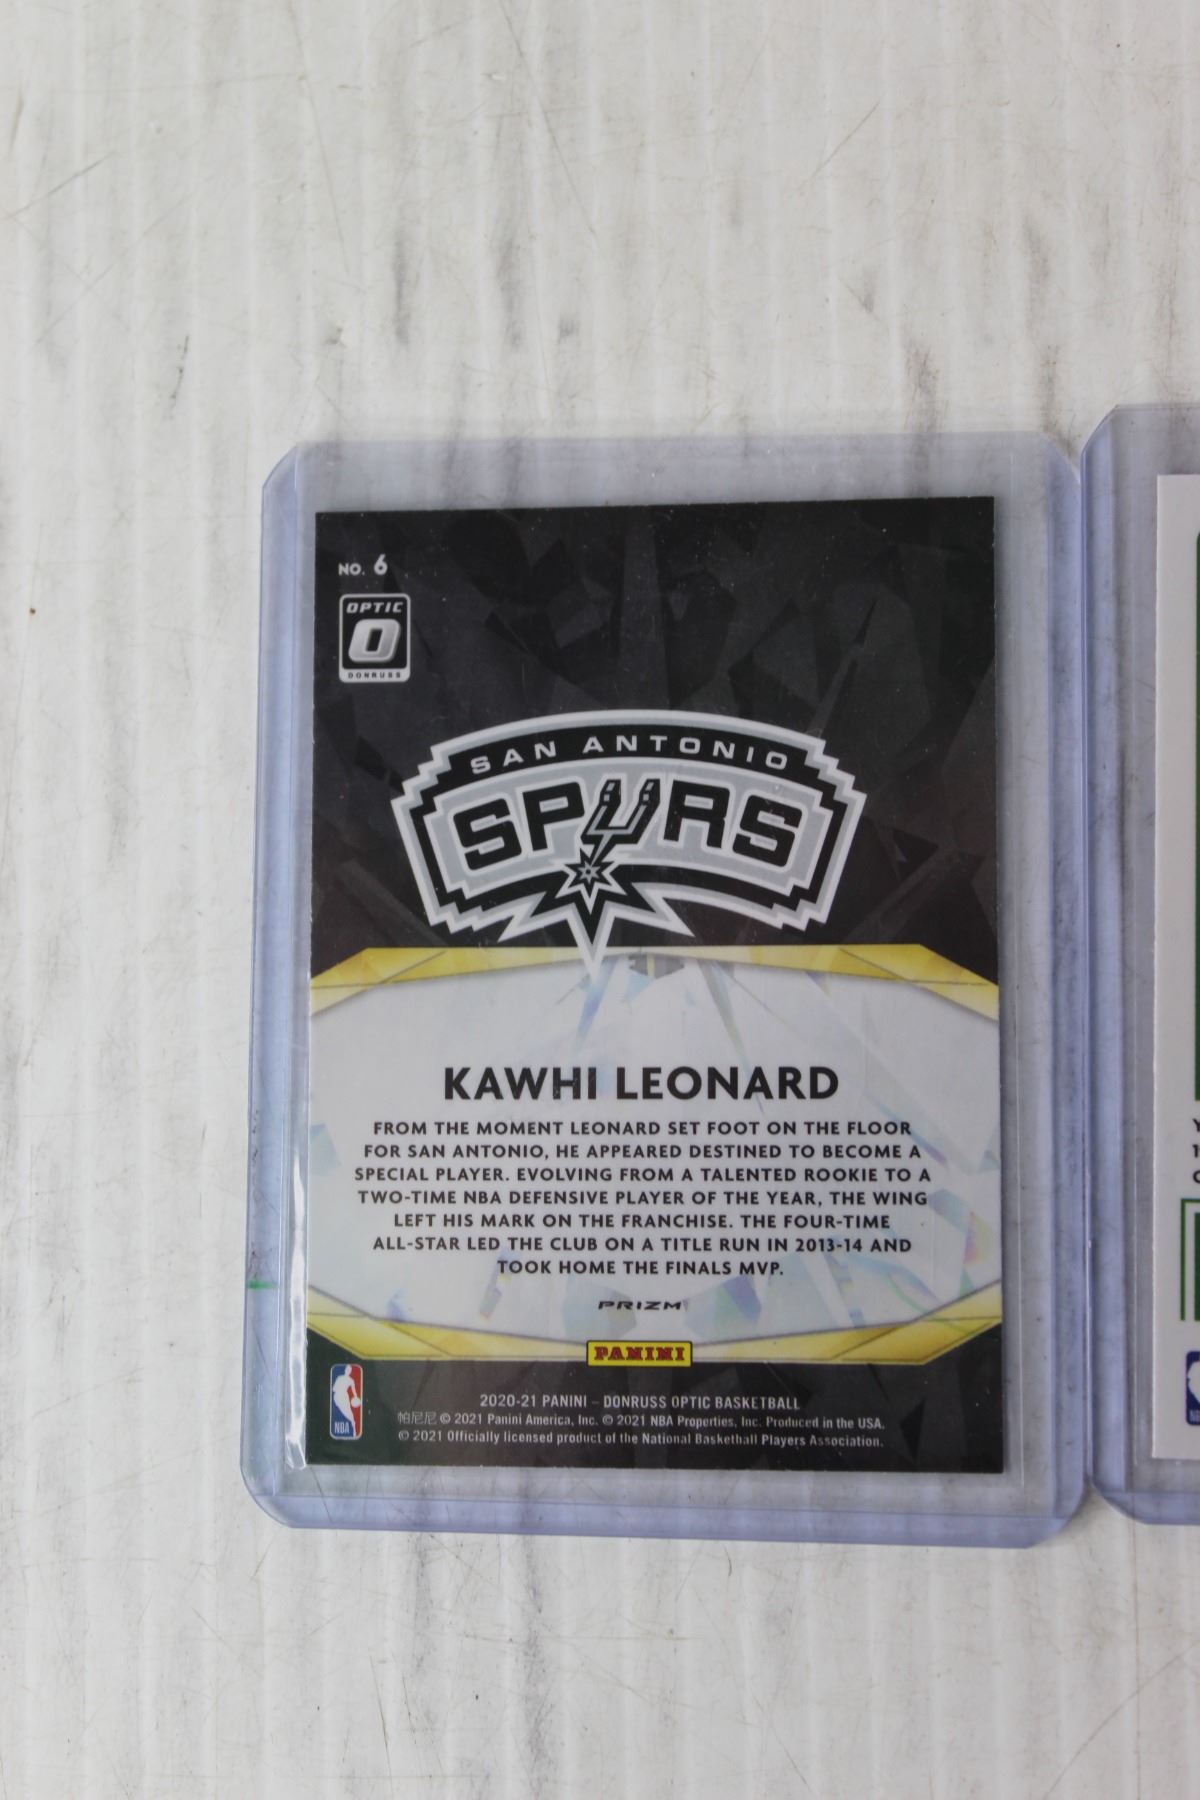 NO. 6
OPTIC
O
DONRUSS
SAN ANTONIO
SPURS
KAWHI LEONARD
FROM THE MOMENT LEONARD SET FOOT ON THE FLOOR
FOR SAN ANTONIO, HE APPEARED DESTINED TO BECOME A
SPECIAL PLAYER. EVOLVING FROM A TALENTED ROOKIE TO A
TWO-TIME NBA DEFENSIVE PLAYER OF THE YEAR, THE WING
LEFT HIS MARK ON THE FRANCHISE. THE FOUR-TIME
ALL-STAR LED THE CLUB ON A TITLE RUN IN 2013-14 AND
TOOK HOME THE FINALS MVP.
PRIZM
PANINI
NBA
2020-21 PANINI – DONRUSS OPTIC BASKETBALL
帕尼尼 © 2021 Panini America, Inc. © 2021 NBA Properties, Inc. Produced in the USA.
© 2021 Officially licensed product of the National Basketball Players Association.